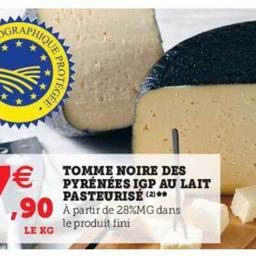 OGRAPHIQUE PROTÉGÉE
7€
,90
LE KG
TOMME NOIRE DES
PYRÉNÉES IGP AU LAIT
PASTEURISÉ (2)**
À partir de 28%MG dans
le produit fini